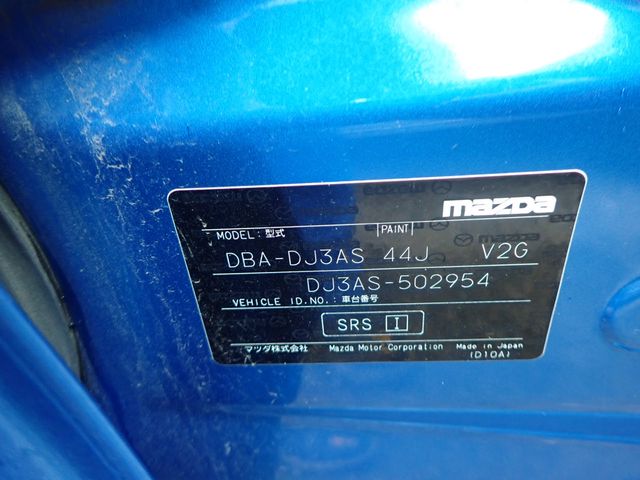 mazda
MODEL: 型式 PAINT
DBA-DJ3AS 44J V2G
DJ3AS-502954
VEHICLE ID.NO.: 車台番号
SRS I
マツダ株式会社 Mazda Motor Corporation Made in Japan
(D10A)